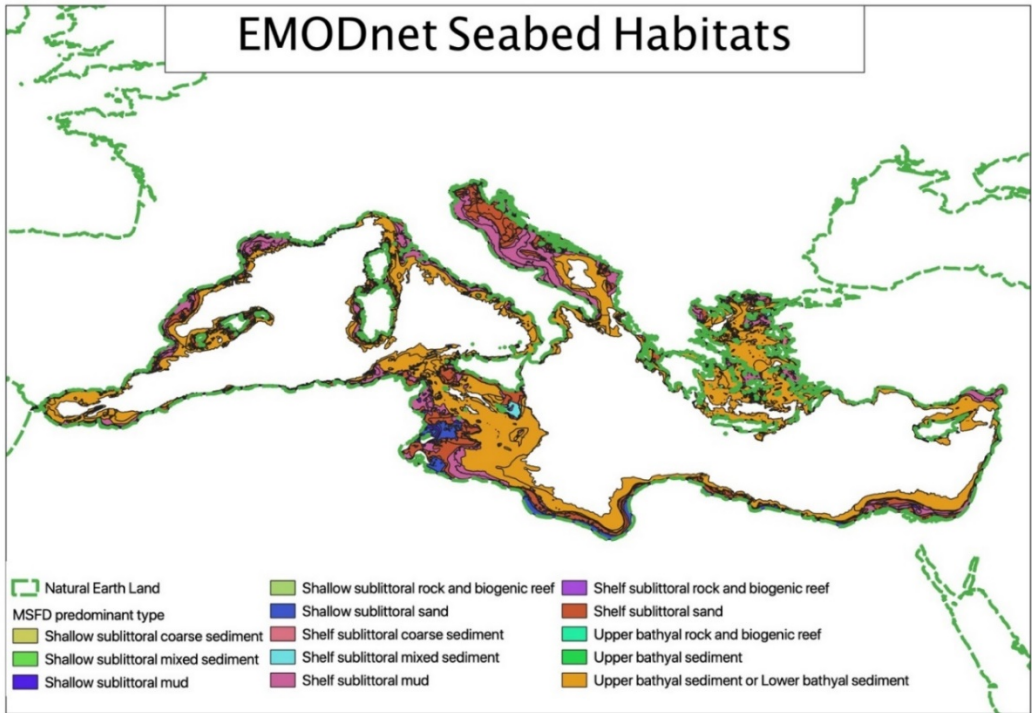 EMODnet Seabed Habitats
Natural Earth Land
MSFD predominant type
Shallow sublittoral coarse sediment
Shallow sublittoral mixed sediment
Shallow sublittoral mud
Shallow sublittoral rock and biogenic reef
Shallow sublittoral sand
Shelf sublittoral coarse sediment
Shelf sublittoral mixed sediment
Shelf sublittoral mud
Shelf sublittoral rock and biogenic reef
Shelf sublittoral sand
Upper bathyal rock and biogenic reef
Upper bathyal sediment
Upper bathyal sediment or Lower bathyal sediment